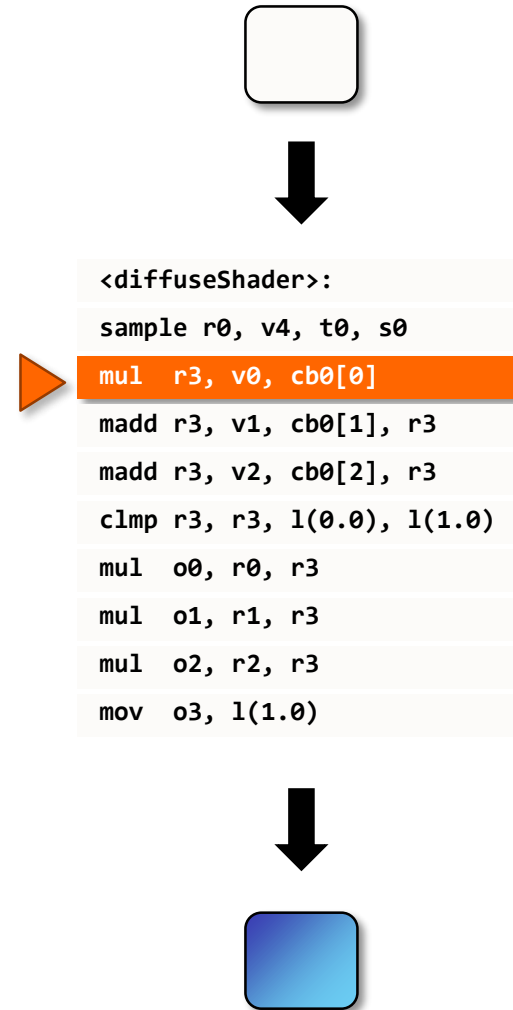 <diffuseShader>:
sample r0, v4, t0, s0
mul  r3, v0, cb0[0]
madd r3, v1, cb0[1], r3
madd r3, v2, cb0[2], r3
clmp r3, r3, l(0.0), l(1.0)
mul  o0, r0, r3
mul  o1, r1, r3
mul  o2, r2, r3
mov  o3, l(1.0)